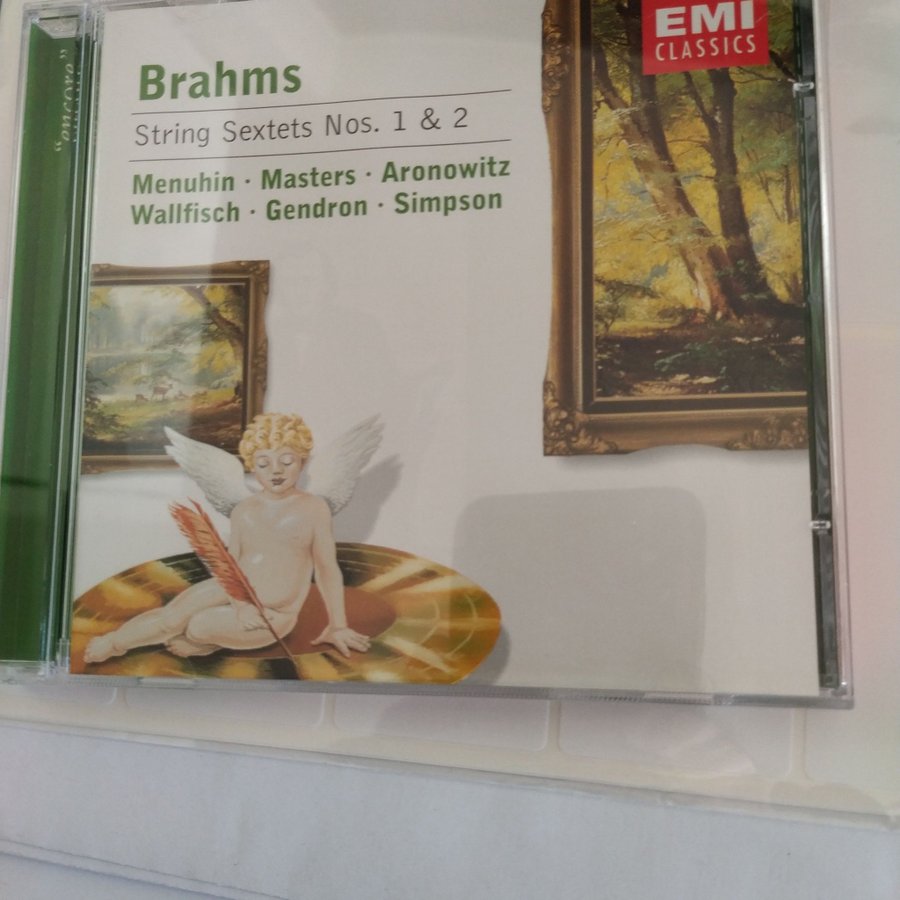 "encore"
EMI
CLASSICS
Brahms
String Sextets Nos. 1 & 2
Menuhin · Masters · Aronowitz
Wallfisch · Gendron · Simpson